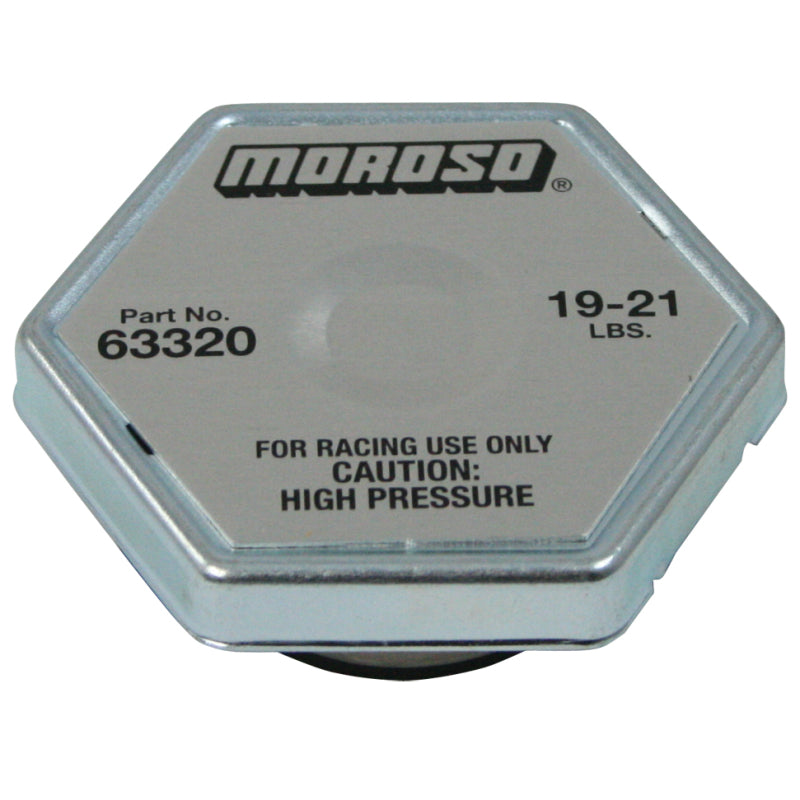 MOROSO®
Part No.
63320
19-21
LBS.
FOR RACING USE ONLY
CAUTION:
HIGH PRESSURE